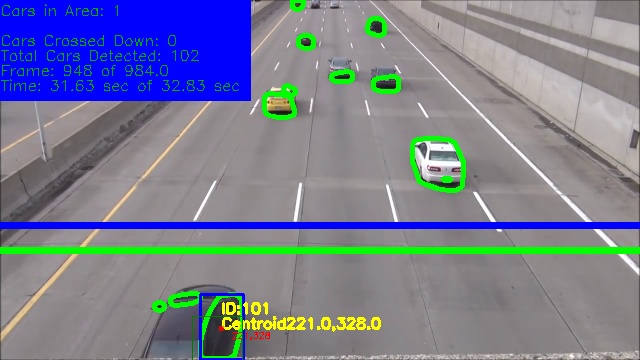 Cars in Area: 1
Cars Crossed Down: 0
Total Cars Detected: 102
Frame: 948 of 984.0
Time: 31.63 sec of 32.83 sec
ID:101
Centroid221.0,328.0